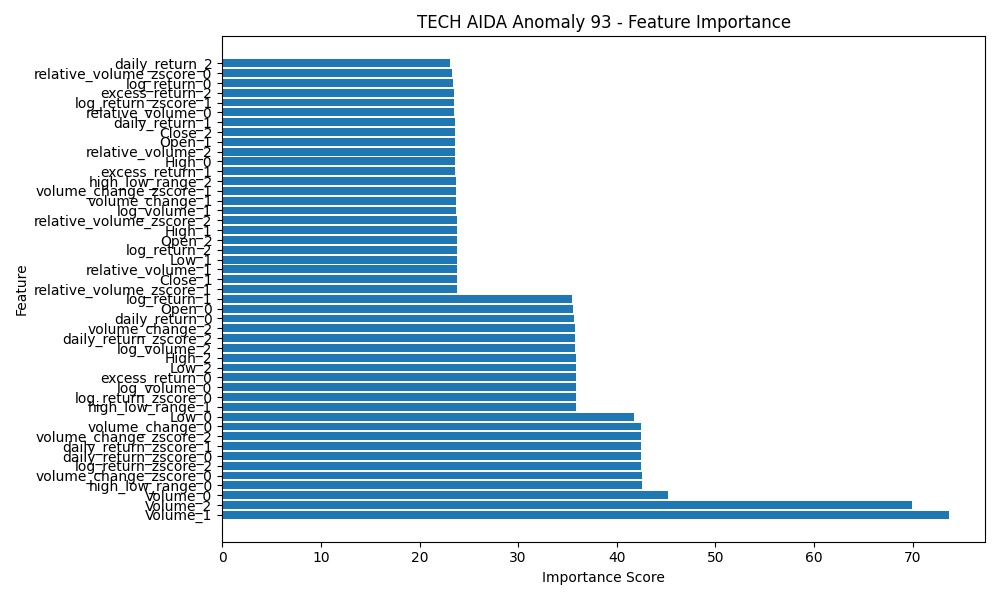 TECH AIDA Anomaly 93 - Feature Importance
Feature
daily_return_2
relative_volume_zscore_0
log_return_0
excess_return_2
log_return_zscore_1
relative_volume_0
daily_return_1
Close_2
Open_1
relative_volume_2
High_0
excess_return_1
high_low_range_2
volume_change_zscore_1
volume_change_1
log_volume_1
relative_volume_zscore_2
High_1
Open_2
log_return_2
Low_1
relative_volume_1
Close_1
relative_volume_zscore_1
log_return_1
Open_0
daily_return_0
volume_change_2
daily_return_zscore_2
log_volume_2
High_2
Low_2
excess_return_0
log_volume_0
log_return_zscore_0
high_low_range_1
Low_0
volume_change_0
volume_change_zscore_2
daily_return_zscore_1
daily_return_zscore_0
log_return_zscore_2
volume_change_zscore_0
high_low_range_0
Volume_0
Volume_2
Volume_1
0 10 20 30 40 50 60 70
Importance Score